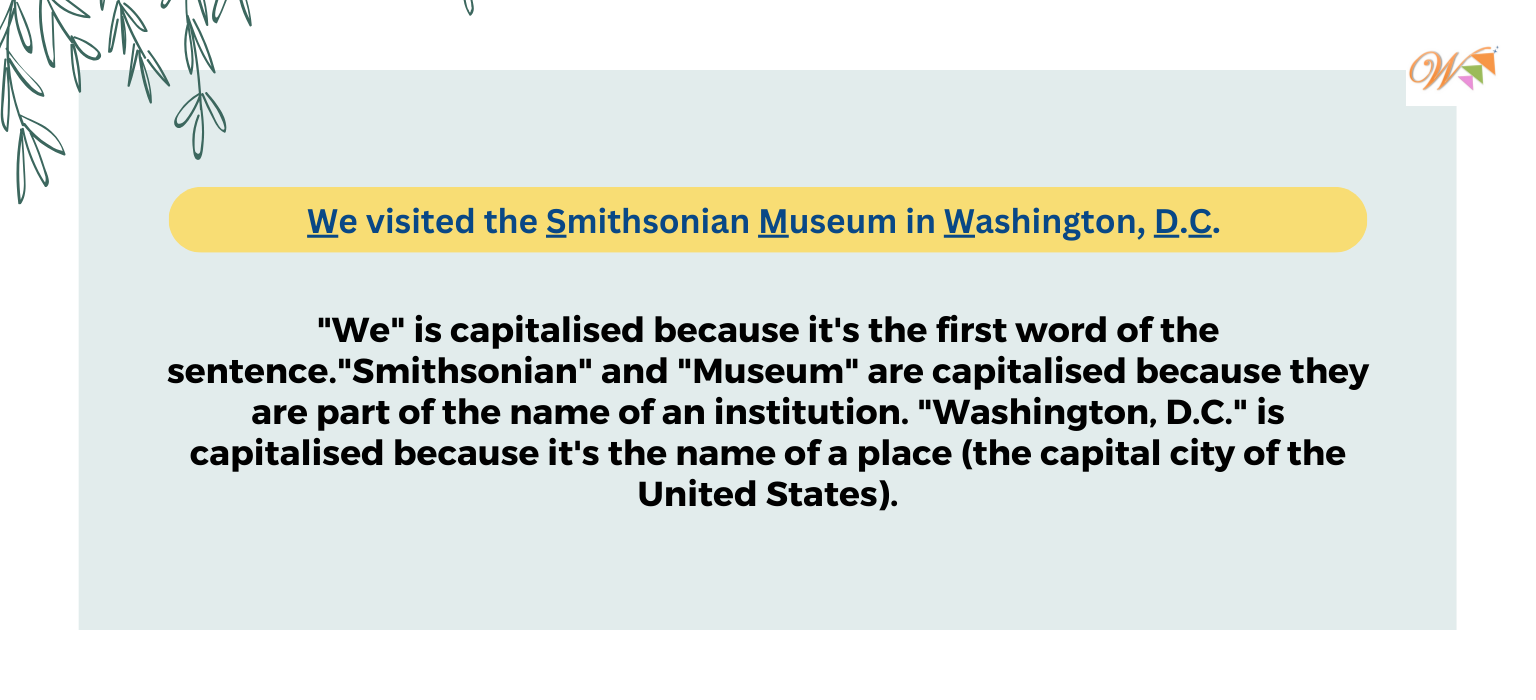 We visited the Smithsonian Museum in Washington, D.C.
"We" is capitalised because it's the first word of the
sentence."Smithsonian" and "Museum" are capitalised because they
are part of the name of an institution. "Washington, D.C." is
capitalised because it's the name of a place (the capital city of the
United States).